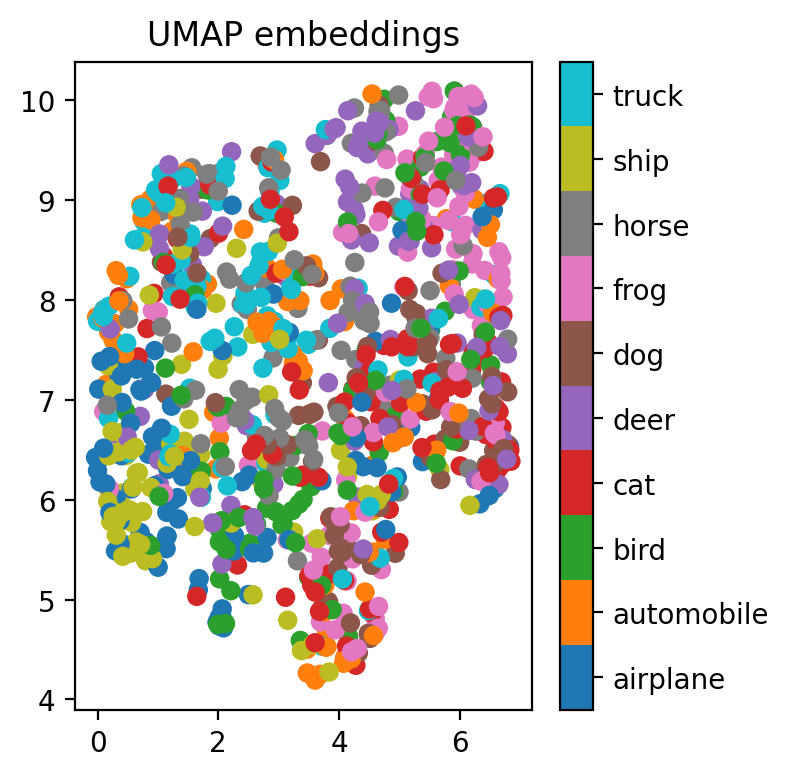 UMAP embeddings
10
9
8
7
6
5
4
0 2 4 6
truck
ship
horse
frog
dog
deer
cat
bird
automobile
airplane